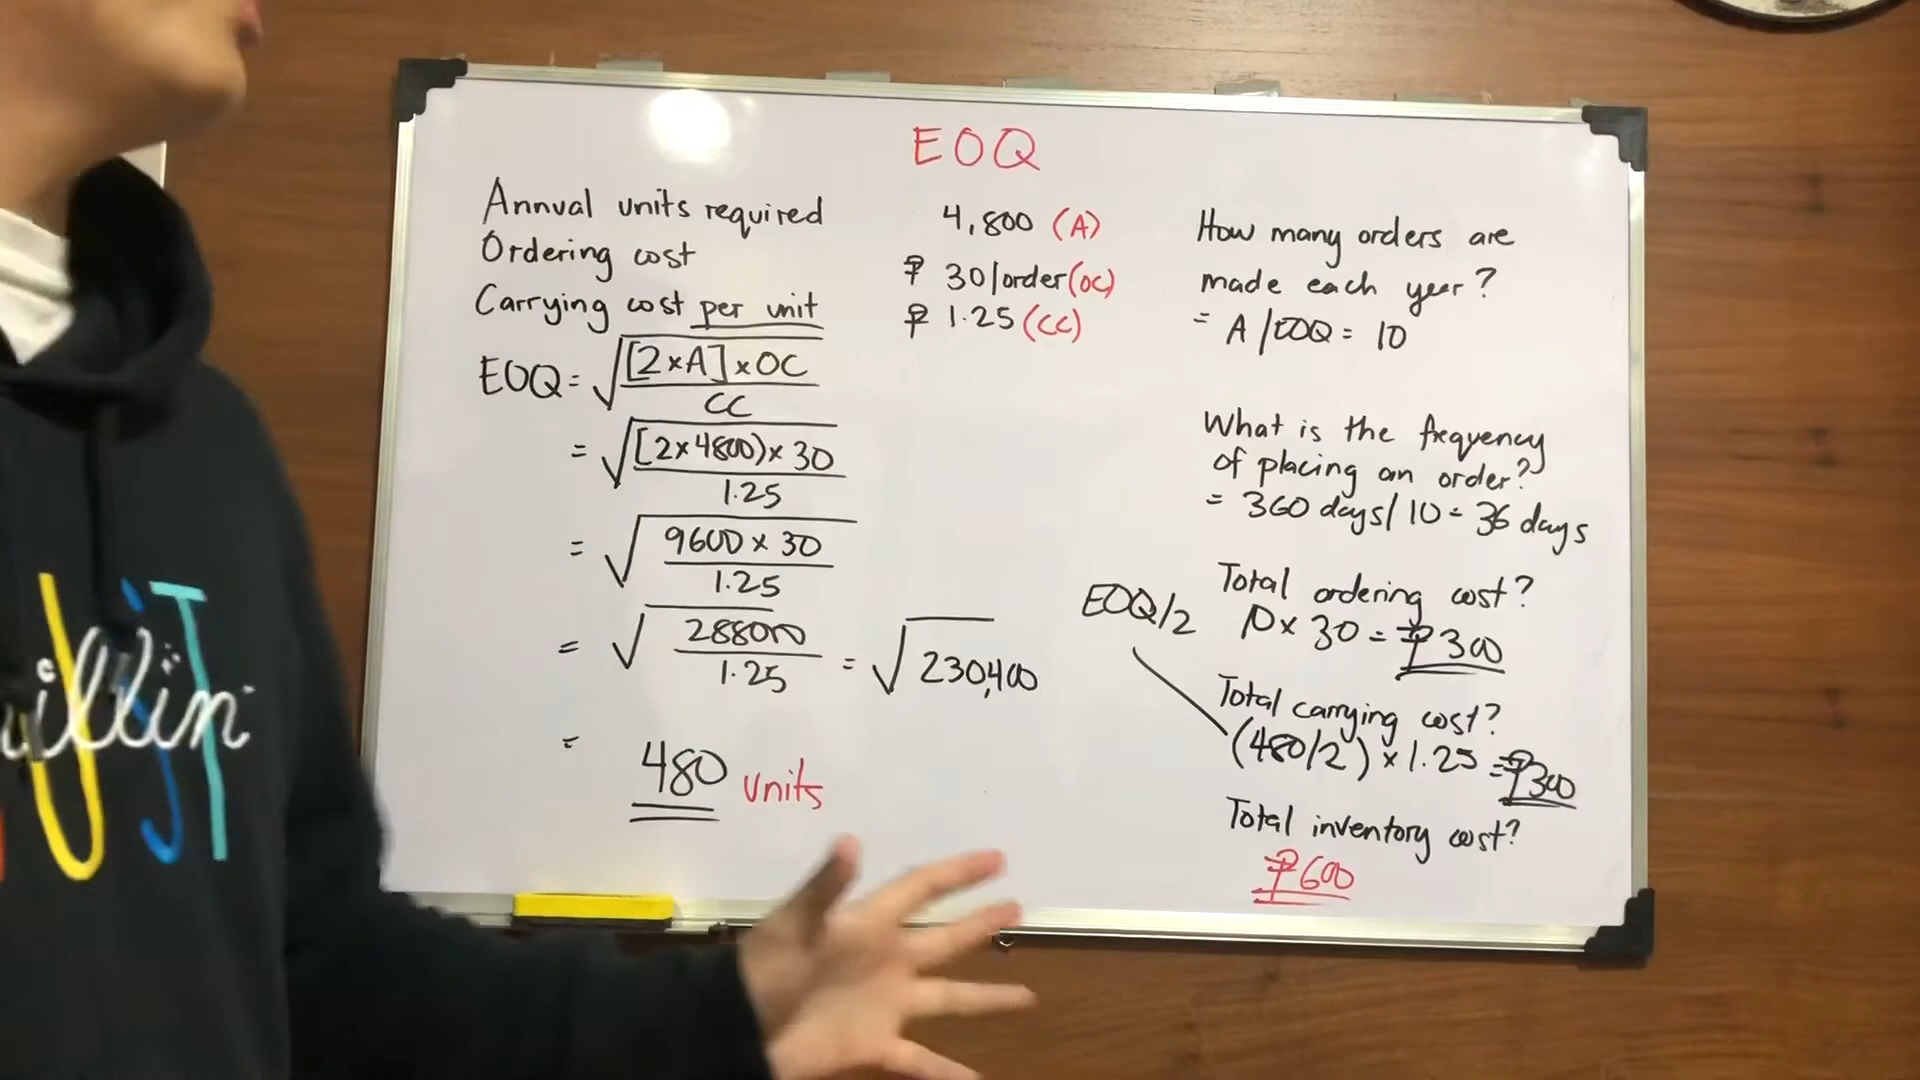 EOQ
Annual units required 4,800 (A)
Ordering cost ₱ 30/order (OC)
Carrying cost per unit ₱ 1.25 (CC)
EOQ = √[2×A]×OC / CC
= √[2×4800)×30 / 1.25
= √9600×30 / 1.25
= √288000 / 1.25 = √230,400
= 480 units
How many orders are
made each year?
= A/EOQ = 10
What is the frequency
of placing an order?
= 360 days/10 = 36 days
Total ordering cost?
10×30 = ₱300
EOQ/2
Total carrying cost?
(480/2)×1.25 = ₱300
Total inventory cost?
₱600